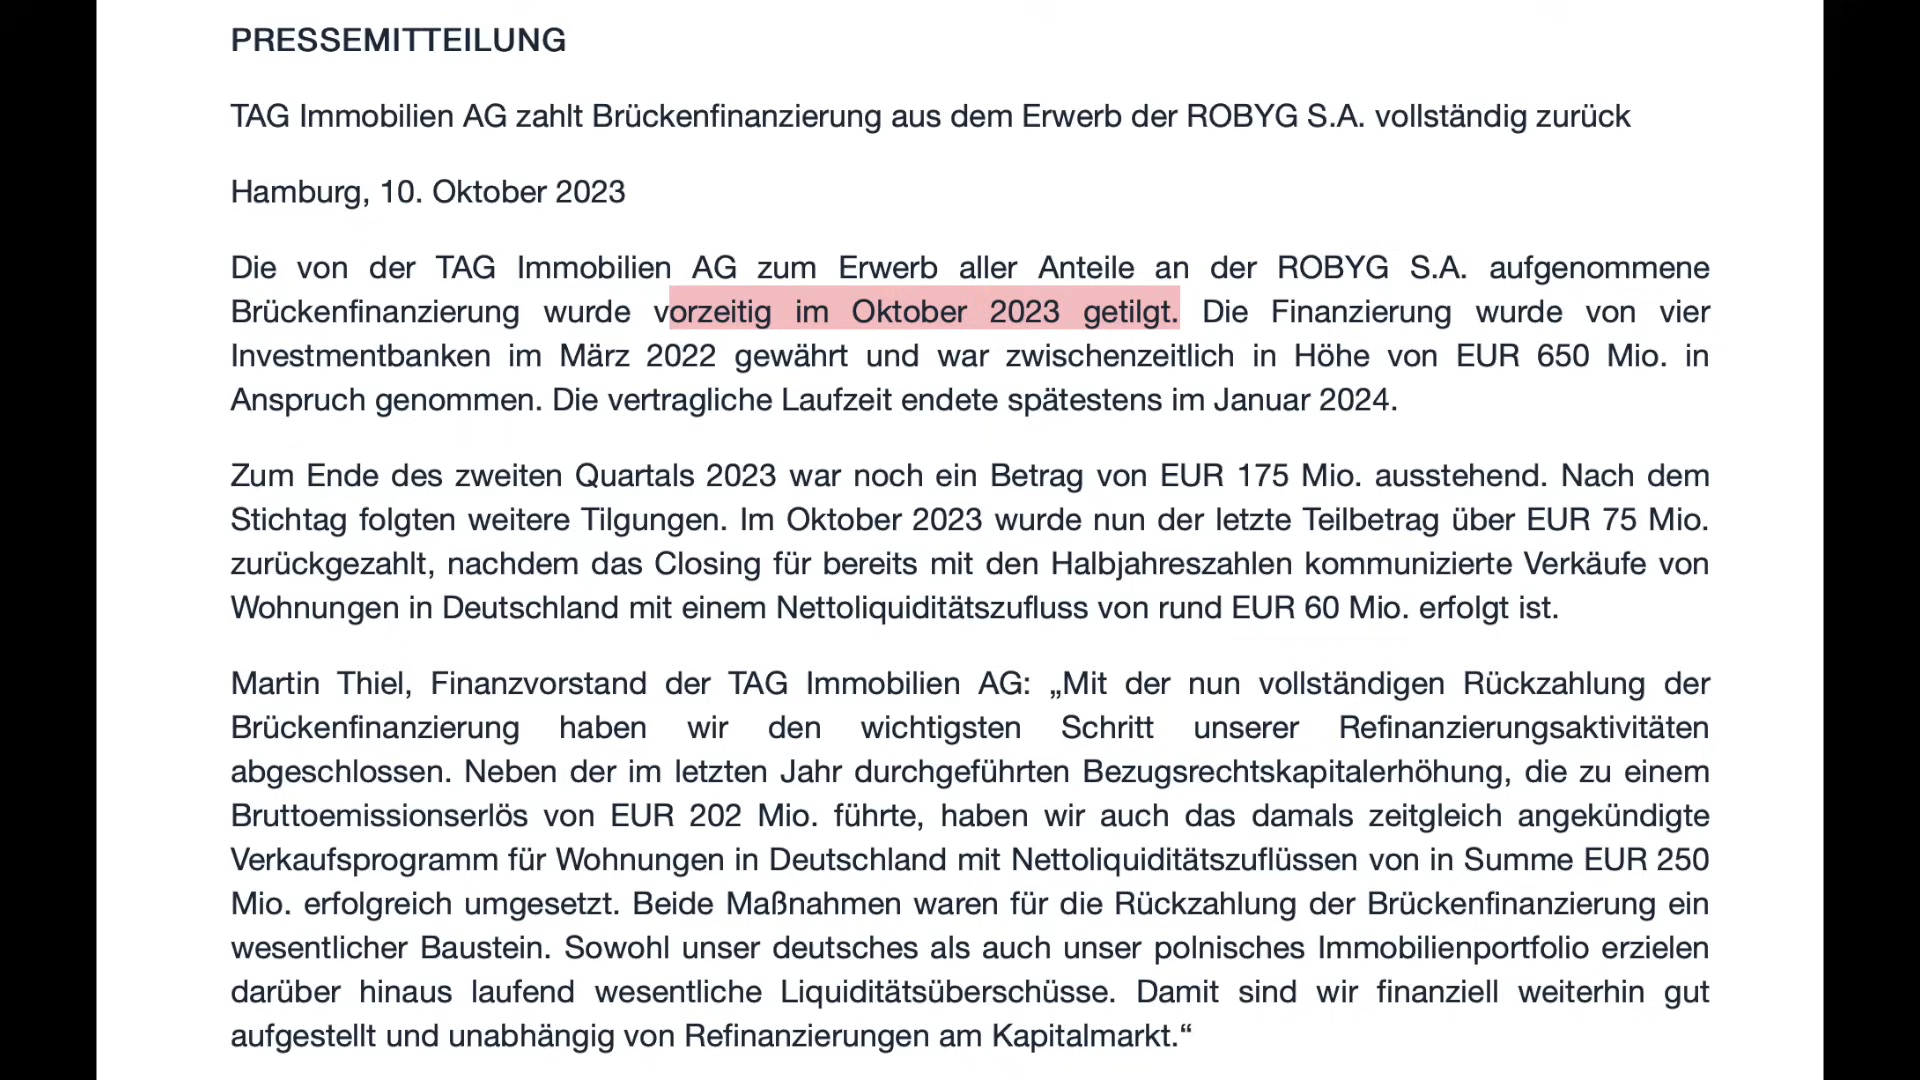 PRESSEMITTEILUNG
TAG Immobilien AG zahlt Brückenfinanzierung aus dem Erwerb der ROBYG S.A. vollständig zurück
Hamburg, 10. Oktober 2023
Die von der TAG Immobilien AG zum Erwerb aller Anteile an der ROBYG S.A. aufgenommene
Brückenfinanzierung wurde vorzeitig im Oktober 2023 getilgt. Die Finanzierung wurde von vier
Investmentbanken im März 2022 gewährt und war zwischenzeitlich in Höhe von EUR 650 Mio. in
Anspruch genommen. Die vertragliche Laufzeit endete spätestens im Januar 2024.
Zum Ende des zweiten Quartals 2023 war noch ein Betrag von EUR 175 Mio. ausstehend. Nach dem
Stichtag folgten weitere Tilgungen. Im Oktober 2023 wurde nun der letzte Teilbetrag über EUR 75 Mio.
zurückgezahlt, nachdem das Closing für bereits mit den Halbjahreszahlen kommunizierte Verkäufe von
Wohnungen in Deutschland mit einem Nettoliquiditätszufluss von rund EUR 60 Mio. erfolgt ist.
Martin Thiel, Finanzvorstand der TAG Immobilien AG: „Mit der nun vollständigen Rückzahlung der
Brückenfinanzierung haben wir den wichtigsten Schritt unserer Refinanzierungsaktivitäten
abgeschlossen. Neben der im letzten Jahr durchgeführten Bezugsrechtskapitalerhöhung, die zu einem
Bruttoemissionserlös von EUR 202 Mio. führte, haben wir auch das damals zeitgleich angekündigte
Verkaufsprogramm für Wohnungen in Deutschland mit Nettoliquiditätszuflüssen von in Summe EUR 250
Mio. erfolgreich umgesetzt. Beide Maßnahmen waren für die Rückzahlung der Brückenfinanzierung ein
wesentlicher Baustein. Sowohl unser deutsches als auch unser polnisches Immobilienportfolio erzielen
darüber hinaus laufend wesentliche Liquiditätsüberschüsse. Damit sind wir finanziell weiterhin gut
aufgestellt und unabhängig von Refinanzierungen am Kapitalmarkt.“